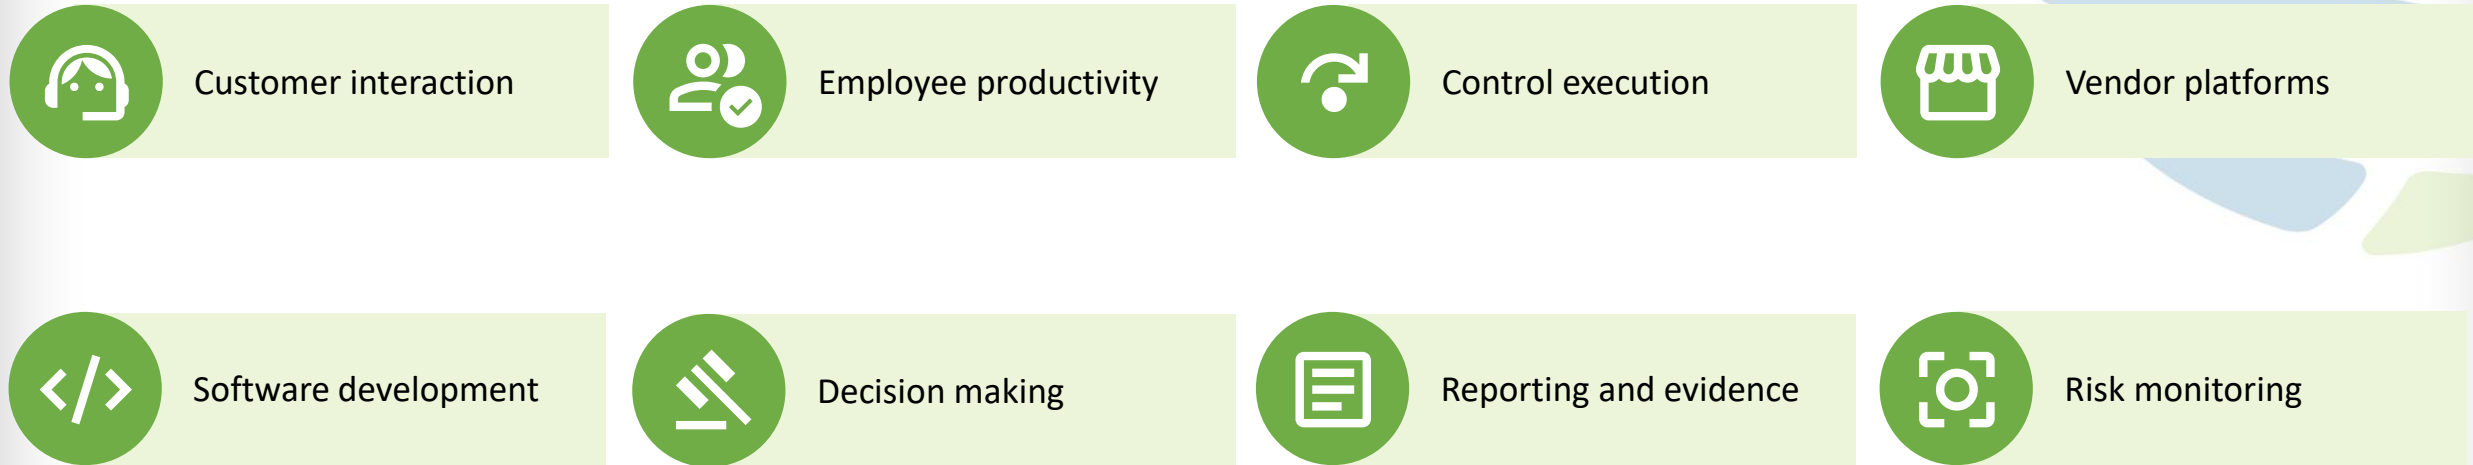 Customer interaction
Employee productivity
Control execution
Vendor platforms
Software development
Decision making
Reporting and evidence
Risk monitoring